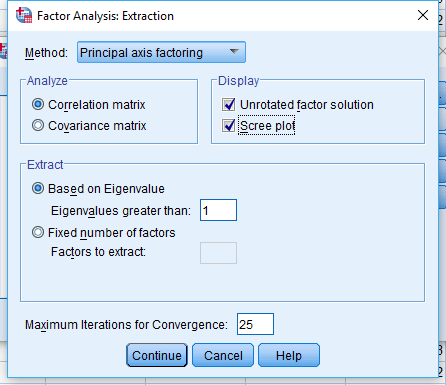 Factor Analysis: Extraction
Method: Principal axis factoring
Analyze
Correlation matrix
Covariance matrix
Display
Unrotated factor solution
Scree plot
Extract
Based on Eigenvalue
Eigenvalues greater than: 1
Fixed number of factors
Factors to extract:
Maximum Iterations for Convergence: 25
Continue Cancel Help